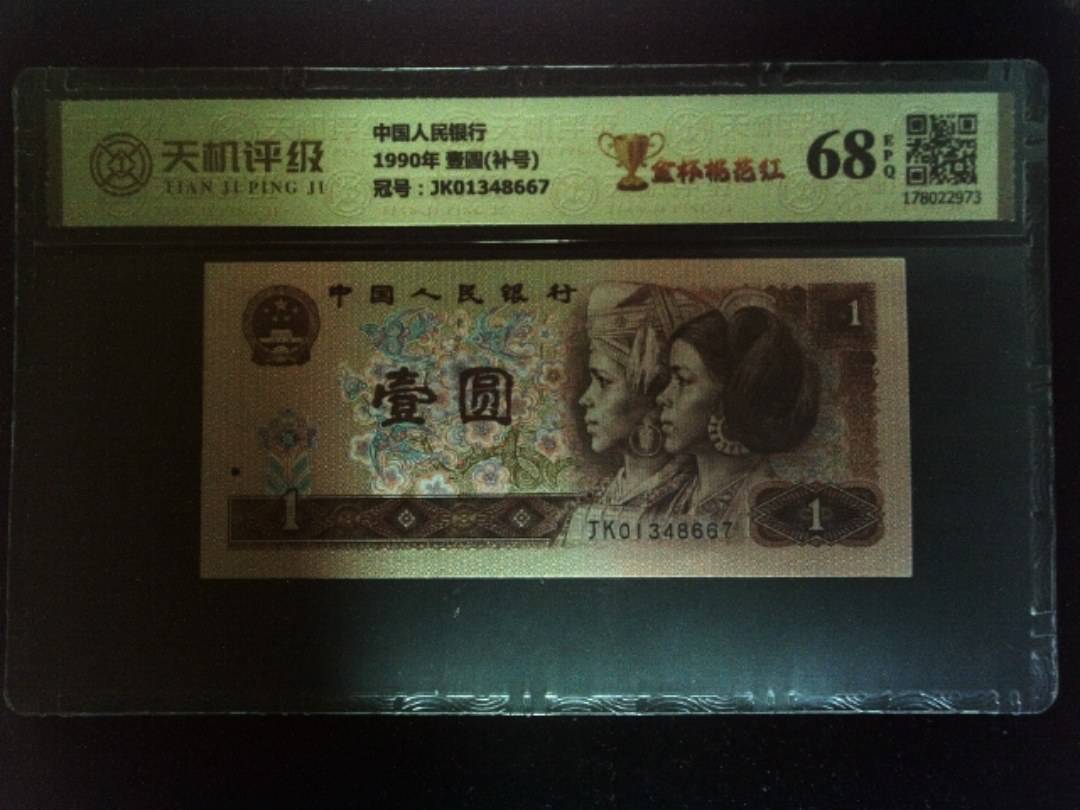 天机评级
TIAN JI PING JI
中国人民银行
1990年 壹圆(补号)
冠号：JK01348667
金杯桃花红
68
EPQ
178022973
中国人民银行
1
壹圆
1
JK01348667
1